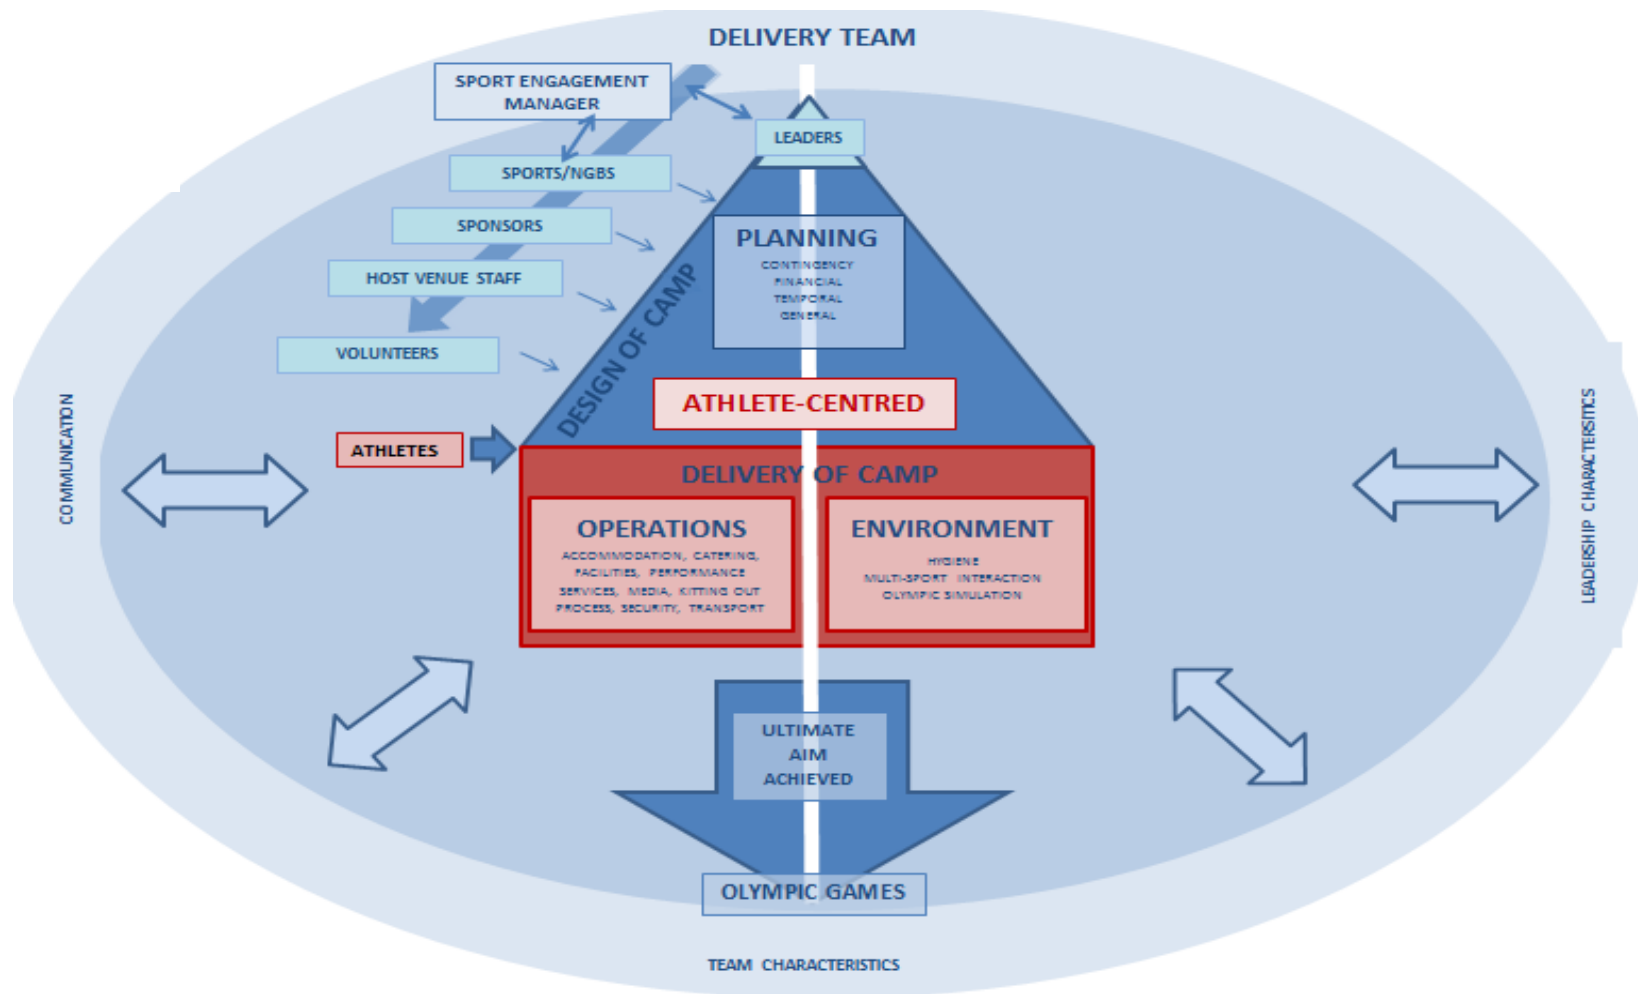 DELIVERY TEAM
SPORT ENGAGEMENT
MANAGER
LEADERS
SPORTS/NGBS
SPONSORS
HOST VENUE STAFF
VOLUNTEERS
DESIGN OF CAMP
PLANNING
CONTINGENCY
FINANCIAL
TEMPORAL
GENERAL
ATHLETE-CENTRED
ATHLETES
DELIVERY OF CAMP
OPERATIONS
ACCOMMODATION, CATERING,
FACILITIES, PERFORMANCE
SERVICES, MEDIA, KITTING OUT
PROCESS, SECURITY, TRANSPORT
ENVIRONMENT
HYGIENE
MULTI-SPORT INTERACTION
OLYMPIC SIMULATION
COMMUNICATION
LEADERSHIP CHARACTERSITICS
ULTIMATE
AIM
ACHIEVED
OLYMPIC GAMES
TEAM CHARACTERISTICS